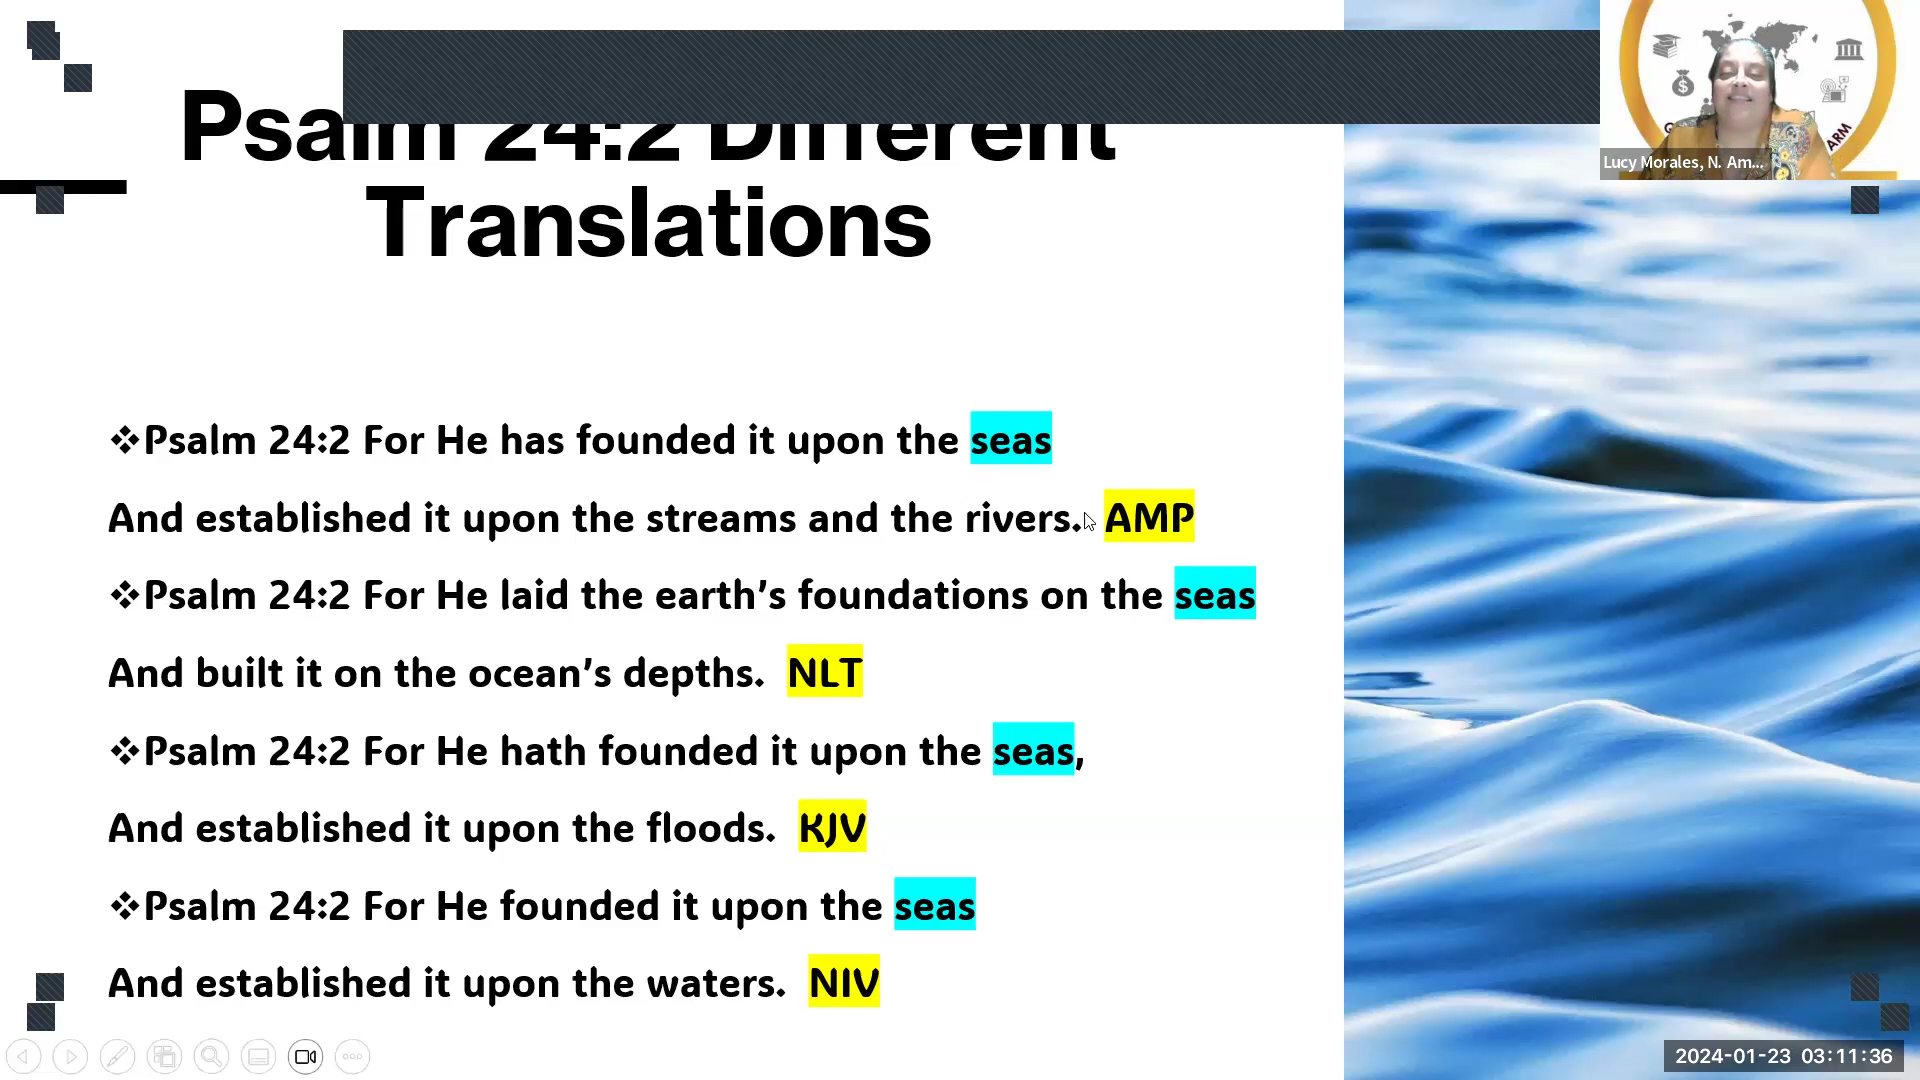 Psalm 24:2 Different
Translations
Lucy Morales, N. Am...
ARM
❖Psalm 24:2 For He has founded it upon the seas
And established it upon the streams and the rivers. AMP
❖Psalm 24:2 For He laid the earth’s foundations on the seas
And built it on the ocean’s depths. NLT
❖Psalm 24:2 For He hath founded it upon the seas,
And established it upon the floods. KJV
❖Psalm 24:2 For He founded it upon the seas
And established it upon the waters. NIV
2024-01-23 03:11:36